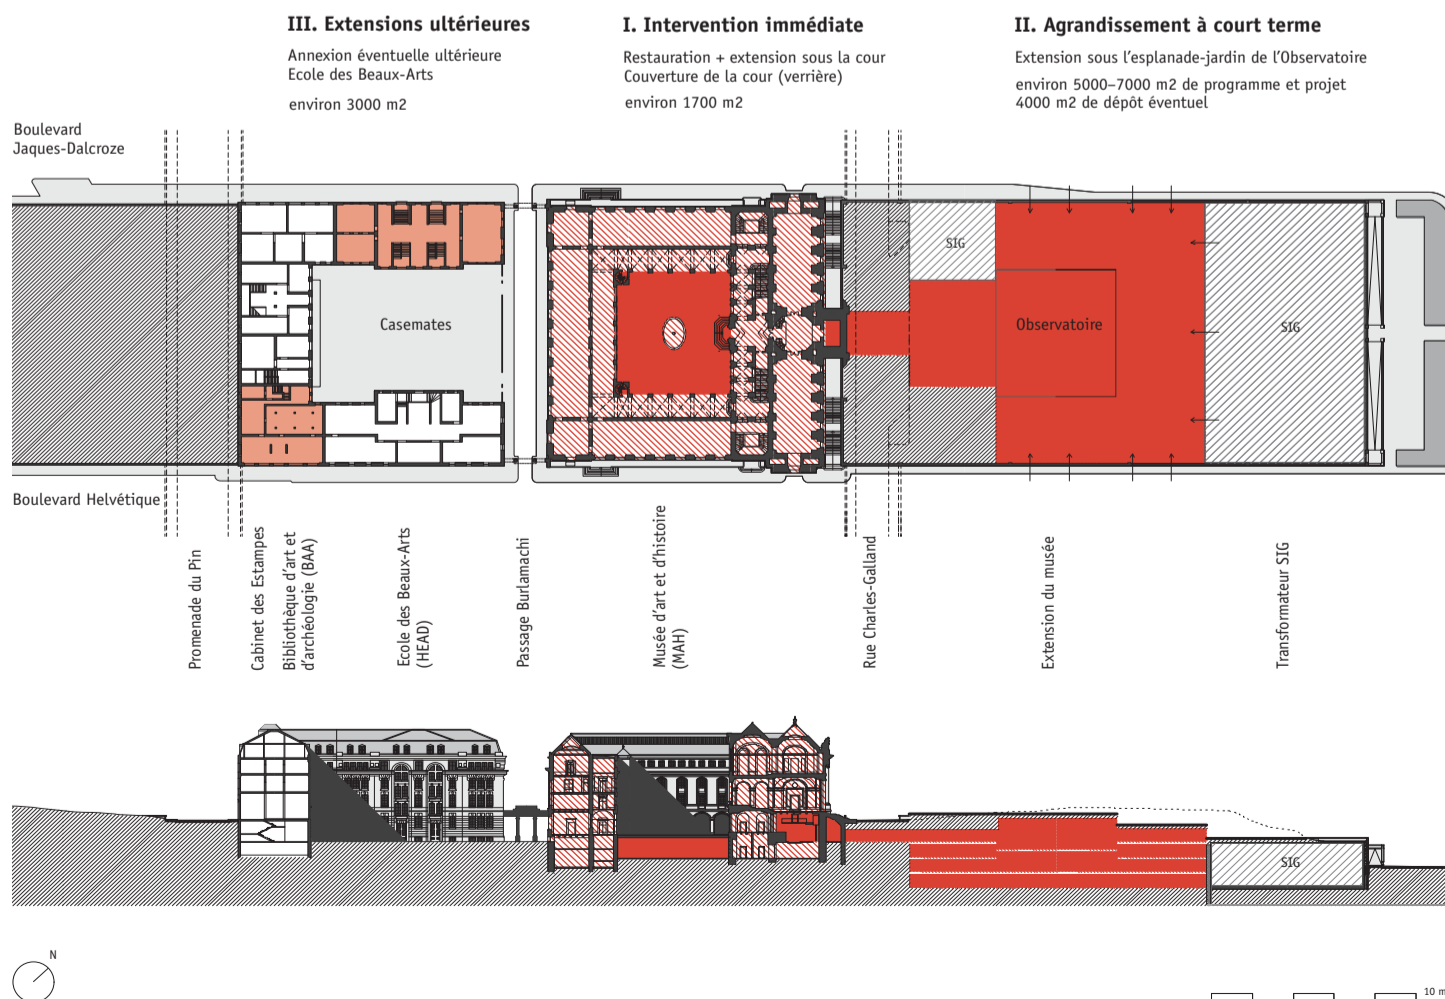 III. Extensions ultérieures
Annexion éventuelle ultérieure
Ecole des Beaux-Arts
environ 3000 m2
I. Intervention immédiate
Restauration + extension sous la cour
Couverture de la cour (verrière)
environ 1700 m2
II. Agrandissement à court terme
Extension sous l'esplanade-jardin de l'Observatoire
environ 5000–7000 m2 de programme et projet
4000 m2 de dépôt éventuel
Boulevard
Jaques-Dalcroze
Casemates
SIG
Observatoire
SIG
Boulevard Helvétique
Promenade du Pin
Cabinet des Estampes
Bibliothèque d'art et
d'archéologie (BAA)
Ecole des Beaux-Arts
(HEAD)
Passage Burlamachi
Musée d'art et d'histoire
(MAH)
Rue Charles-Galland
Extension du musée
Transformateur SIG
SIG
N
10 m